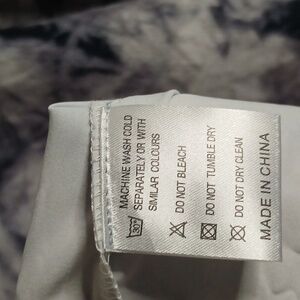 MACHINE WASH COLD
SEPARATELY OR WITH
SIMILAR COLOURS
30°
DO NOT BLEACH
DO NOT TUMBLE DRY
DO NOT DRY CLEAN
MADE IN CHINA